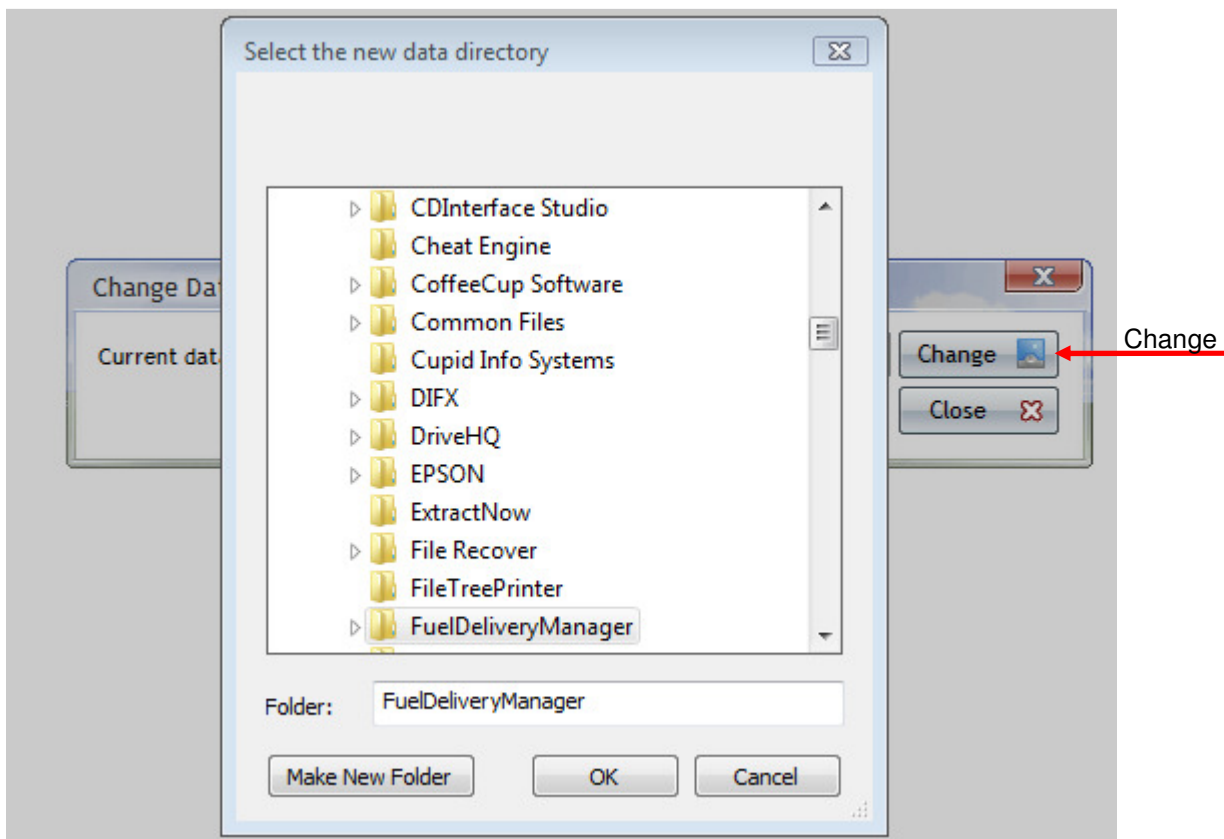 Select the new data directory
CDInterface Studio
Cheat Engine
CoffeeCup Software
Common Files
Cupid Info Systems
DIFX
DriveHQ
EPSON
ExtractNow
File Recover
FileTreePrinter
FuelDeliveryManager
Folder: FuelDeliveryManager
Make New Folder OK Cancel
Change Da
Current dat
Change
Close
Change